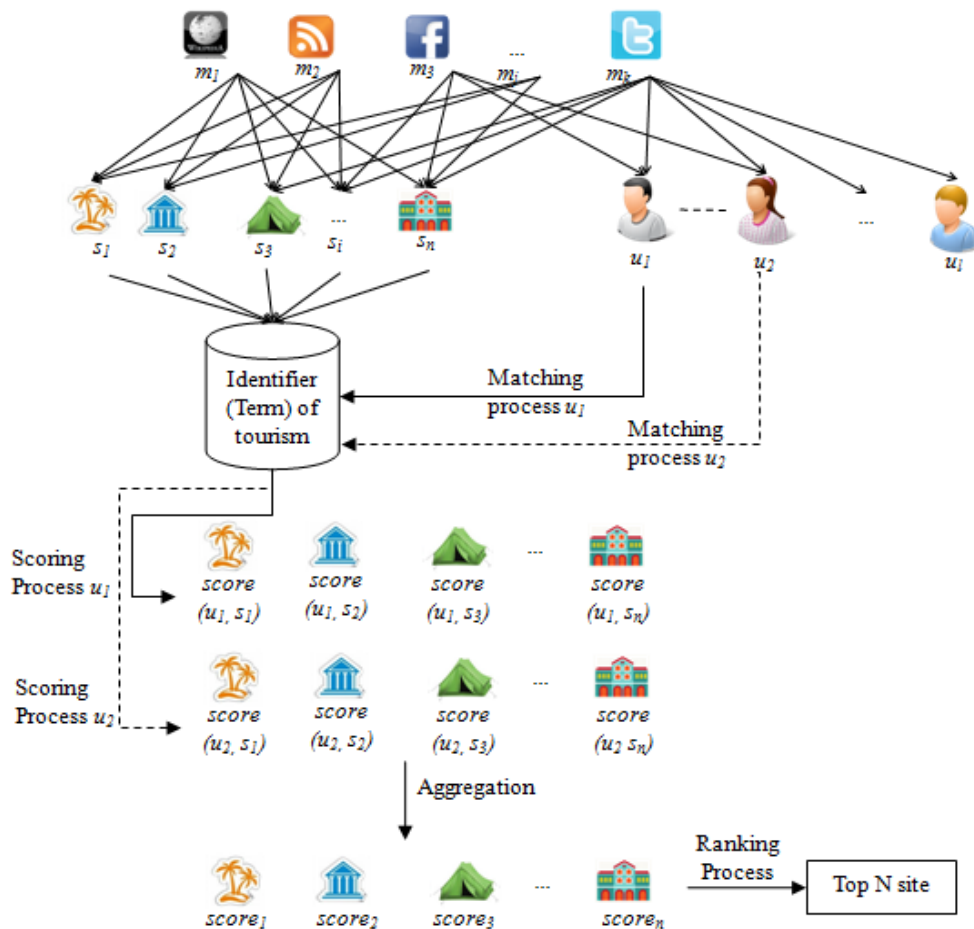 WIKIPEDIA
m1 m2 m3 ... mi mk
...
s1 s2 s3 si sn
u1 u2 ... ul
Identifier
(Term) of
tourism
Matching
process u1
Matching
process u2
Scoring
Process u1
...
score score score score
(u1, s1) (u1, s2) (u1, s3) (u1, sn)
Scoring
Process u2
...
score score score score
(u2, s1) (u2, s2) (u2, s3) (u2 sn)
Aggregation
Ranking
Process
...
Top N site
score1 score2 score3 scoren